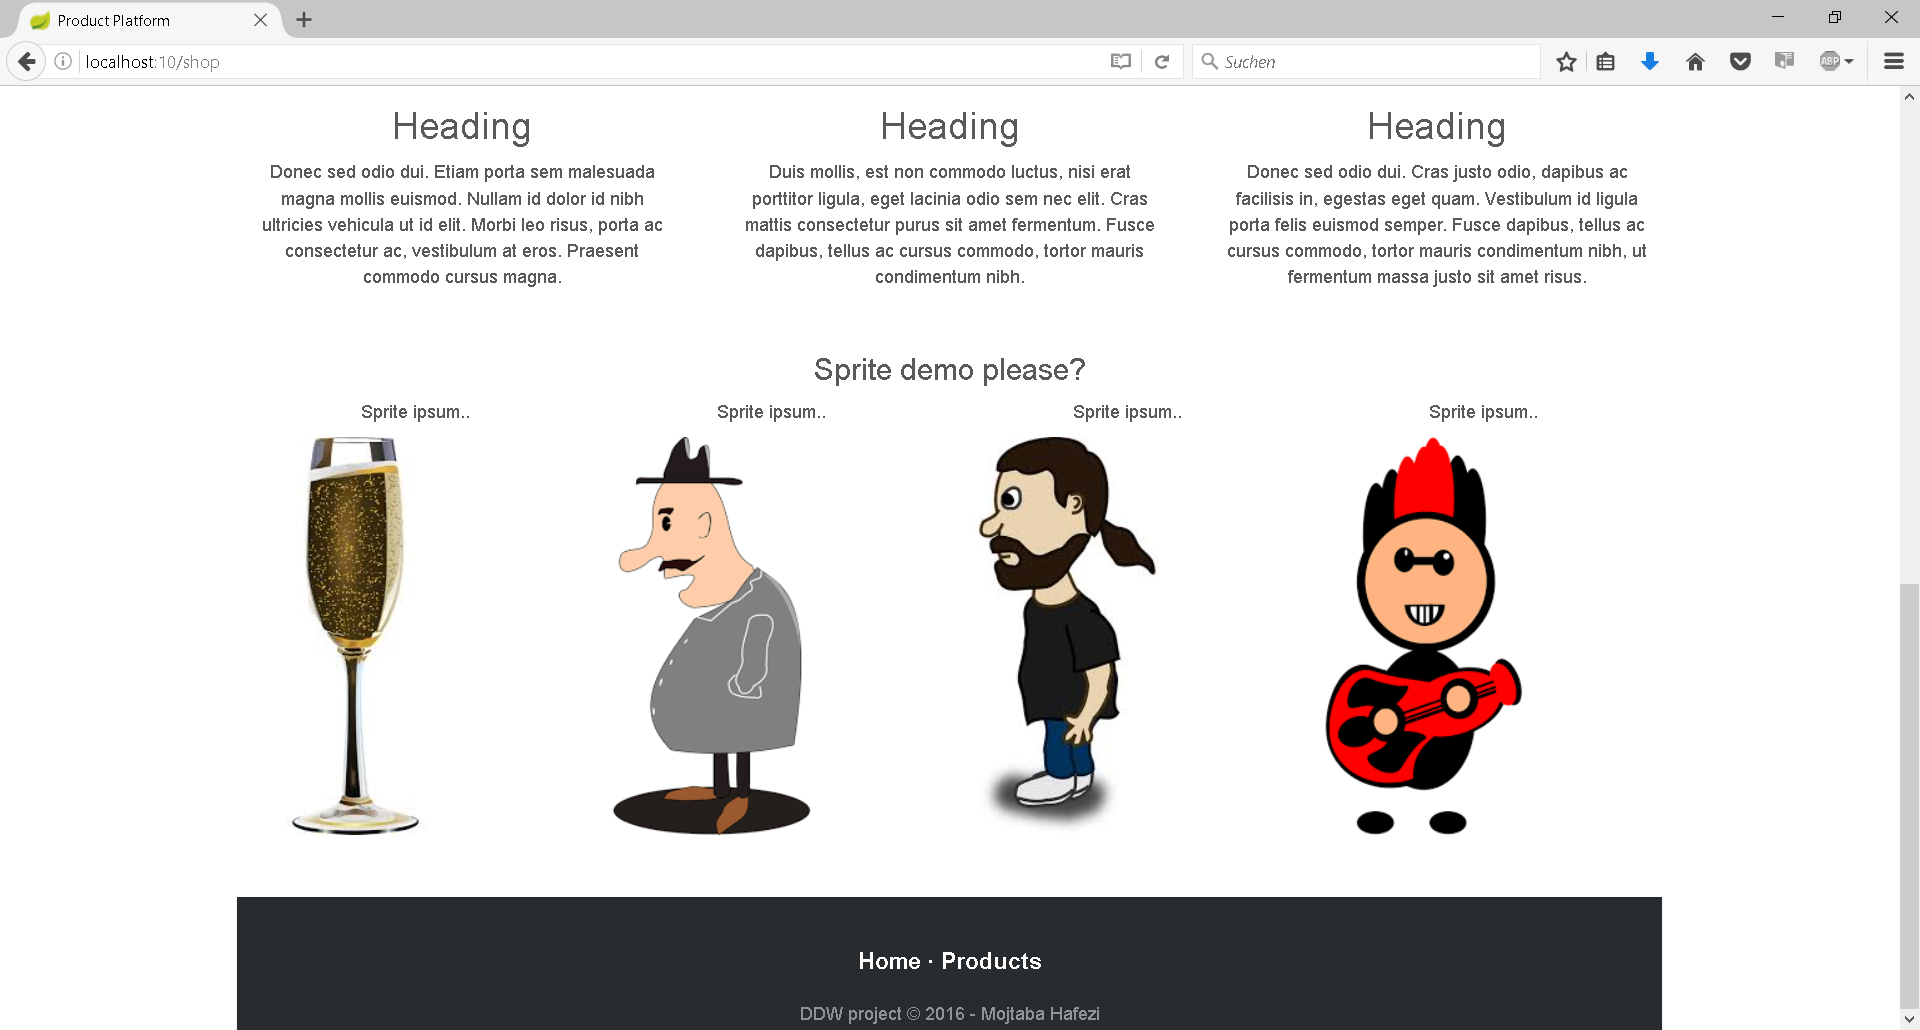 Product Platform
localhost:10/shop
Suchen
ABP
Heading
Donec sed odio dui. Etiam porta sem malesuada
magna mollis euismod. Nullam id dolor id nibh
ultricies vehicula ut id elit. Morbi leo risus, porta ac
consectetur ac, vestibulum at eros. Praesent
commodo cursus magna.
Heading
Duis mollis, est non commodo luctus, nisi erat
porttitor ligula, eget lacinia odio sem nec elit. Cras
mattis consectetur purus sit amet fermentum. Fusce
dapibus, tellus ac cursus commodo, tortor mauris
condimentum nibh.
Heading
Donec sed odio dui. Cras justo odio, dapibus ac
facilisis in, egestas eget quam. Vestibulum id ligula
porta felis euismod semper. Fusce dapibus, tellus ac
cursus commodo, tortor mauris condimentum nibh, ut
fermentum massa justo sit amet risus.
Sprite demo please?
Sprite ipsum..
Sprite ipsum..
Sprite ipsum..
Sprite ipsum..
Home · Products
DDW project © 2016 - Mojtaba Hafezi